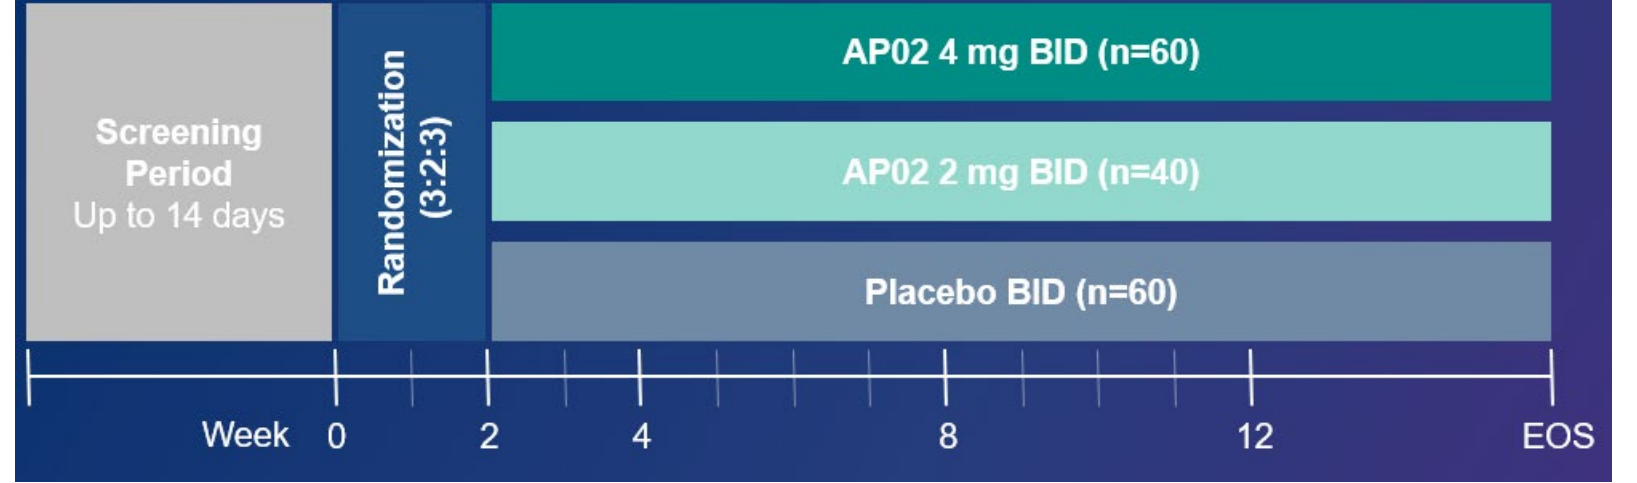 Screening
Period
Up to 14 days
Randomization
(3:2:3)
AP02 4 mg BID (n=60)
AP02 2 mg BID (n=40)
Placebo BID (n=60)
Week 0 2 4 8 12 EOS